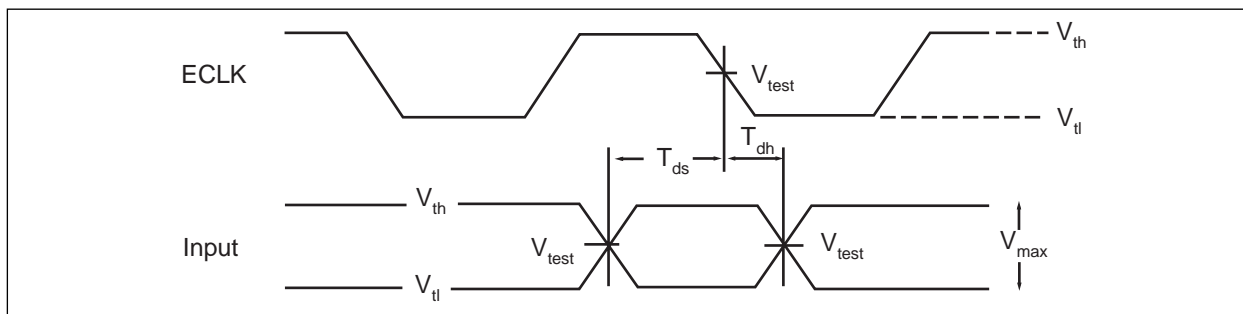 V_th
ECLK
V_test
V_tl
T_ds
T_dh
V_th
Input
V_test
V_test
V_max
V_tl